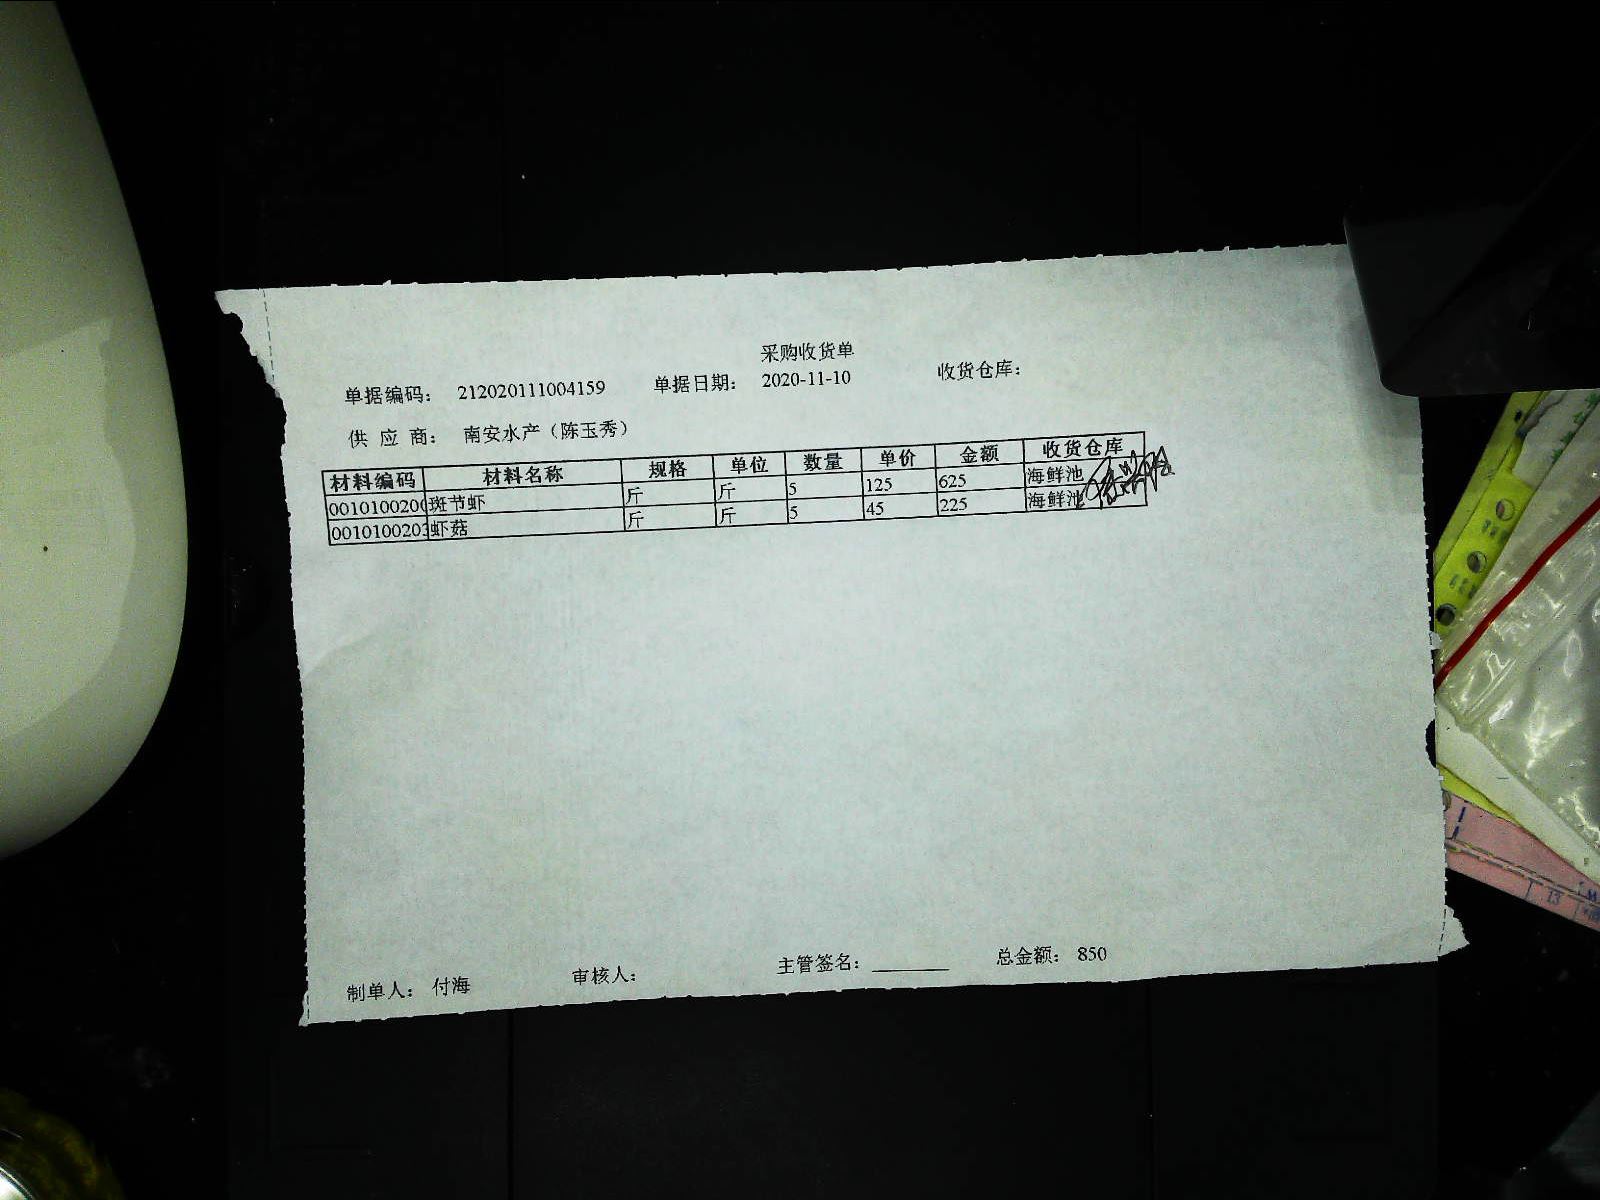 采购收货单
单据编码： 212020111004159 单据日期： 2020-11-10 收货仓库：
供 应 商： 南安水产（陈玉秀）
材料编码 材料名称 规格 单位 数量 单价 金额 收货仓库
0010100200 斑节虾 斤 斤 5 125 625 海鲜池
0010100203 虾菇 斤 斤 5 45 225 海鲜池
制单人： 付海 审核人： 主管签名： ________ 总金额： 850